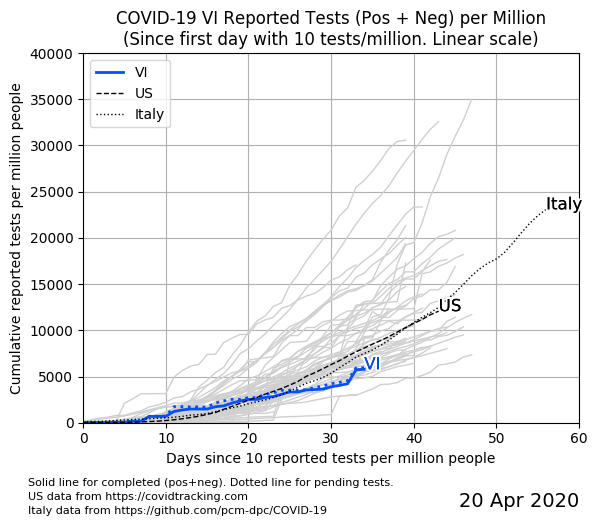 COVID-19 VI Reported Tests (Pos + Neg) per Million
(Since first day with 10 tests/million. Linear scale)
Cumulative reported tests per million people
40000
35000
30000
25000
20000
15000
10000
5000
0
VI
US
Italy
Italy
US
VI
0 10 20 30 40 50 60
Days since 10 reported tests per million people
Solid line for completed (pos+neg). Dotted line for pending tests.
US data from https://covidtracking.com
Italy data from https://github.com/pcm-dpc/COVID-19
20 Apr 2020